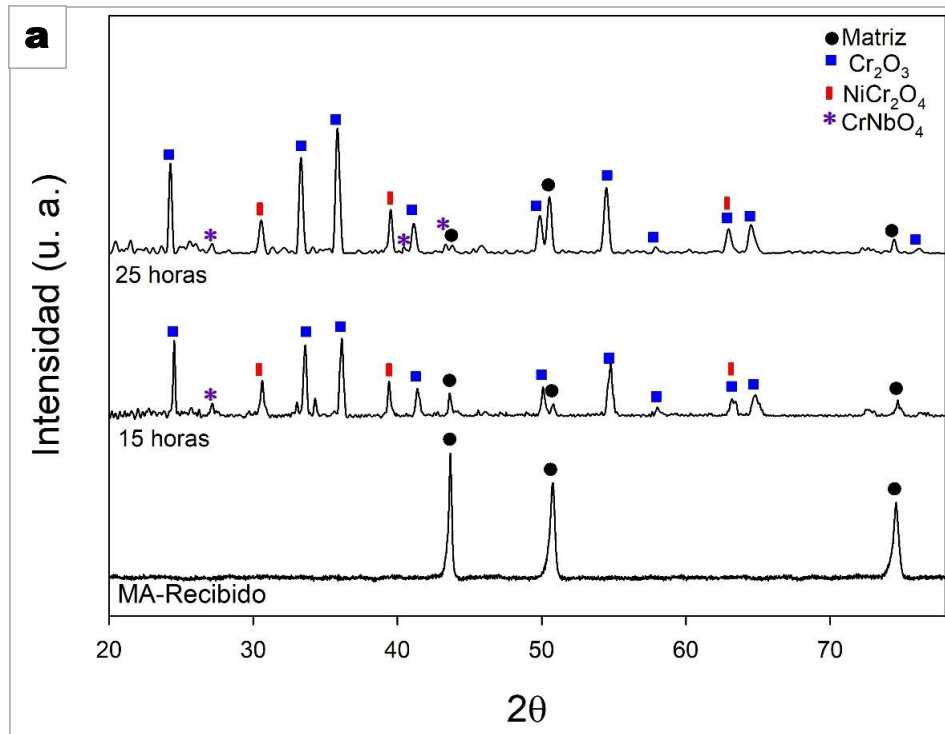 a
Matriz
Cr₂O₃
NiCr₂O₄
CrNbO₄
Intensidad (u. a.)
25 horas
15 horas
MA-Recibido
20 30 40 50 60 70
2θ